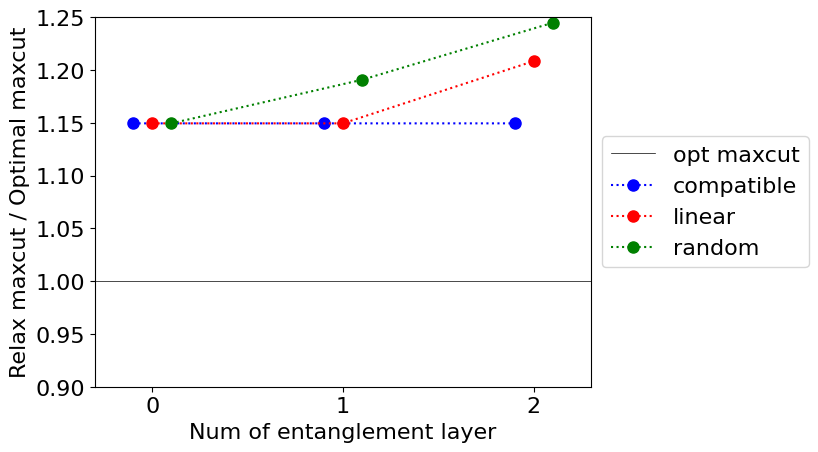 Relax maxcut / Optimal maxcut
1.25
1.20
1.15
1.10
1.05
1.00
0.95
0.90
0
1
2
Num of entanglement layer
opt maxcut
compatible
linear
random